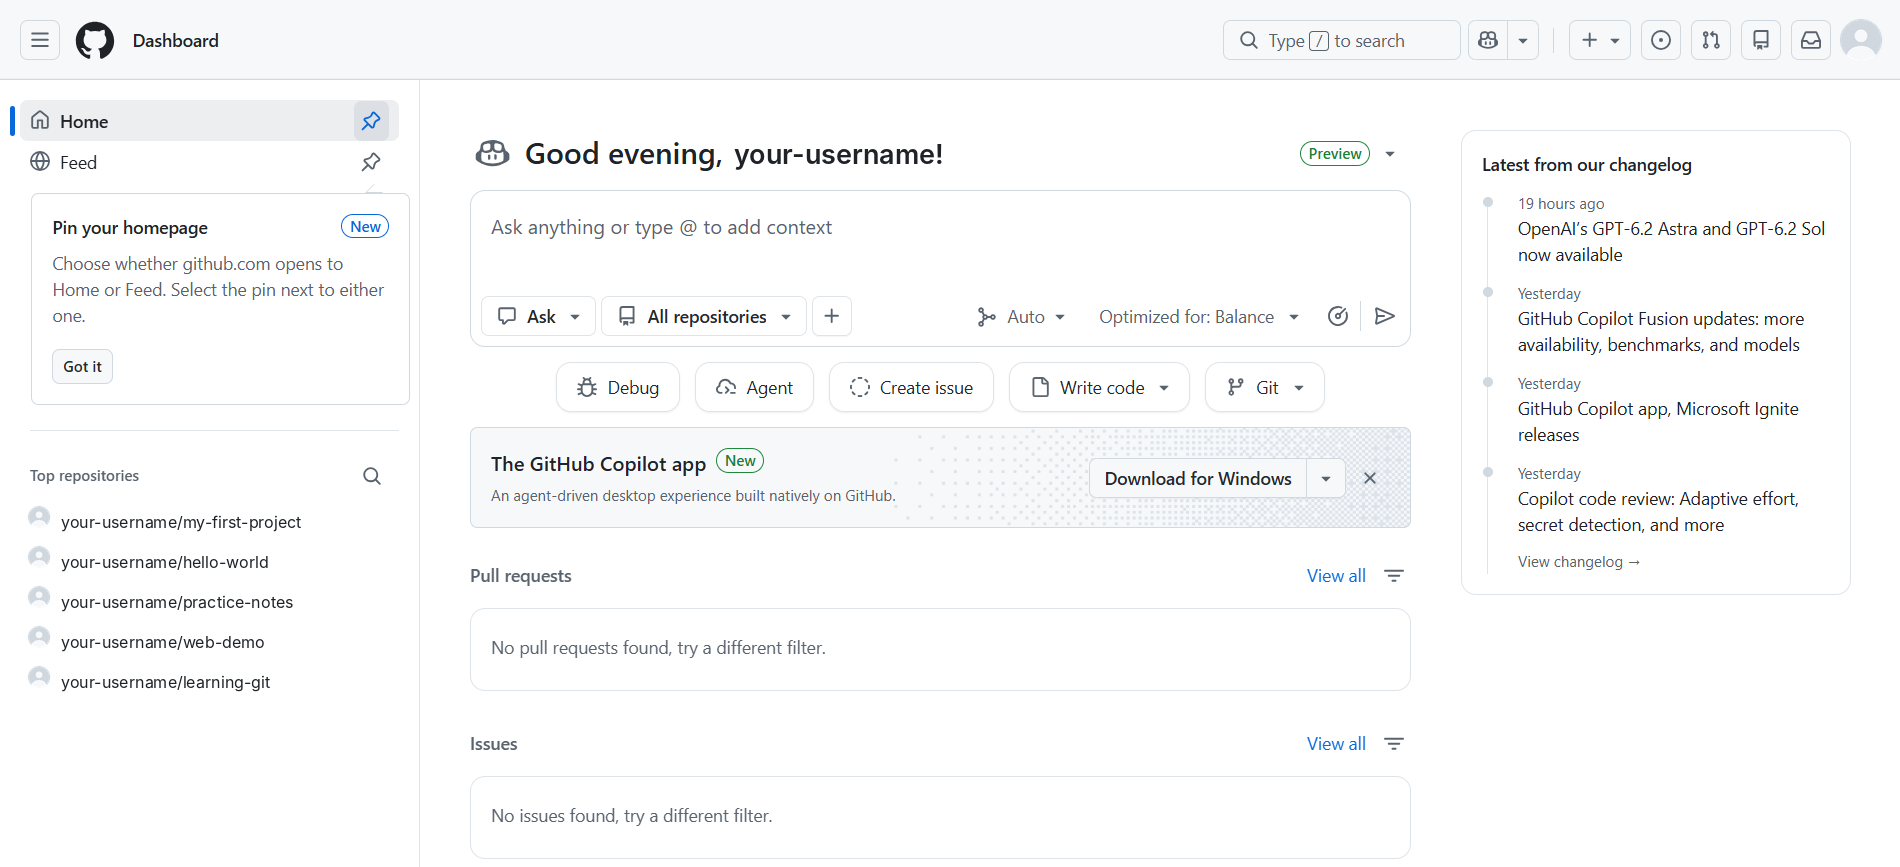 Dashboard
Type / to search
Home
Feed
Pin your homepage
New
Choose whether github.com opens to
Home or Feed. Select the pin next to either
one.
Got it
Top repositories
your-username/my-first-project
your-username/hello-world
your-username/practice-notes
your-username/web-demo
your-username/learning-git
Good evening, your-username!
Preview
Ask anything or type @ to add context
Ask
All repositories
Auto
Optimized for: Balance
Debug
Agent
Create issue
Write code
Git
The GitHub Copilot app
New
An agent-driven desktop experience built natively on GitHub.
Download for Windows
Pull requests
View all
No pull requests found, try a different filter.
Issues
View all
No issues found, try a different filter.
Latest from our changelog
19 hours ago
OpenAI’s GPT-6.2 Astra and GPT-6.2 Sol
now available
Yesterday
GitHub Copilot Fusion updates: more
availability, benchmarks, and models
Yesterday
GitHub Copilot app, Microsoft Ignite
releases
Yesterday
Copilot code review: Adaptive effort,
secret detection, and more
View changelog →